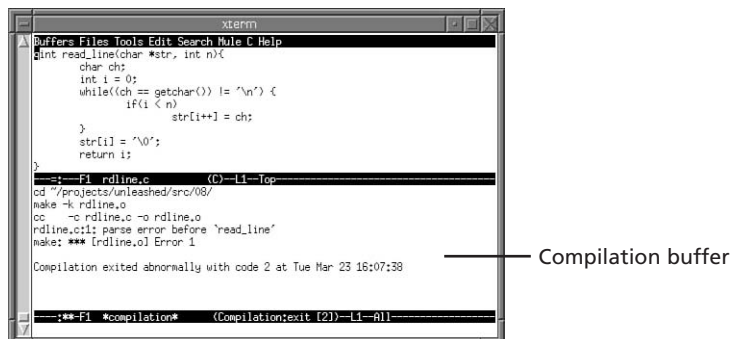 xterm
Buffers Files Tools Edit Search Mule C Help
qint read_line(char *str, int n){
char ch;
int i = 0;
while((ch == getchar()) != '\n') {
if(i < n)
str[i++] = ch;
}
str[i] = '\0';
return i;
}
---=:---F1 rdline.c (C)--L1--Top---
cd ~/projects/unleashed/src/08/
make -k rdline.o
cc -c rdline.c -o rdline.o
rdline.c:1: parse error before `read_line'
make: *** [rdline.o] Error 1
Compilation exited abnormally with code 2 at Tue Mar 23 16:07:38
Compilation buffer
----:**-F1 *compilation* (Compilation:exit [2])--L1--All---